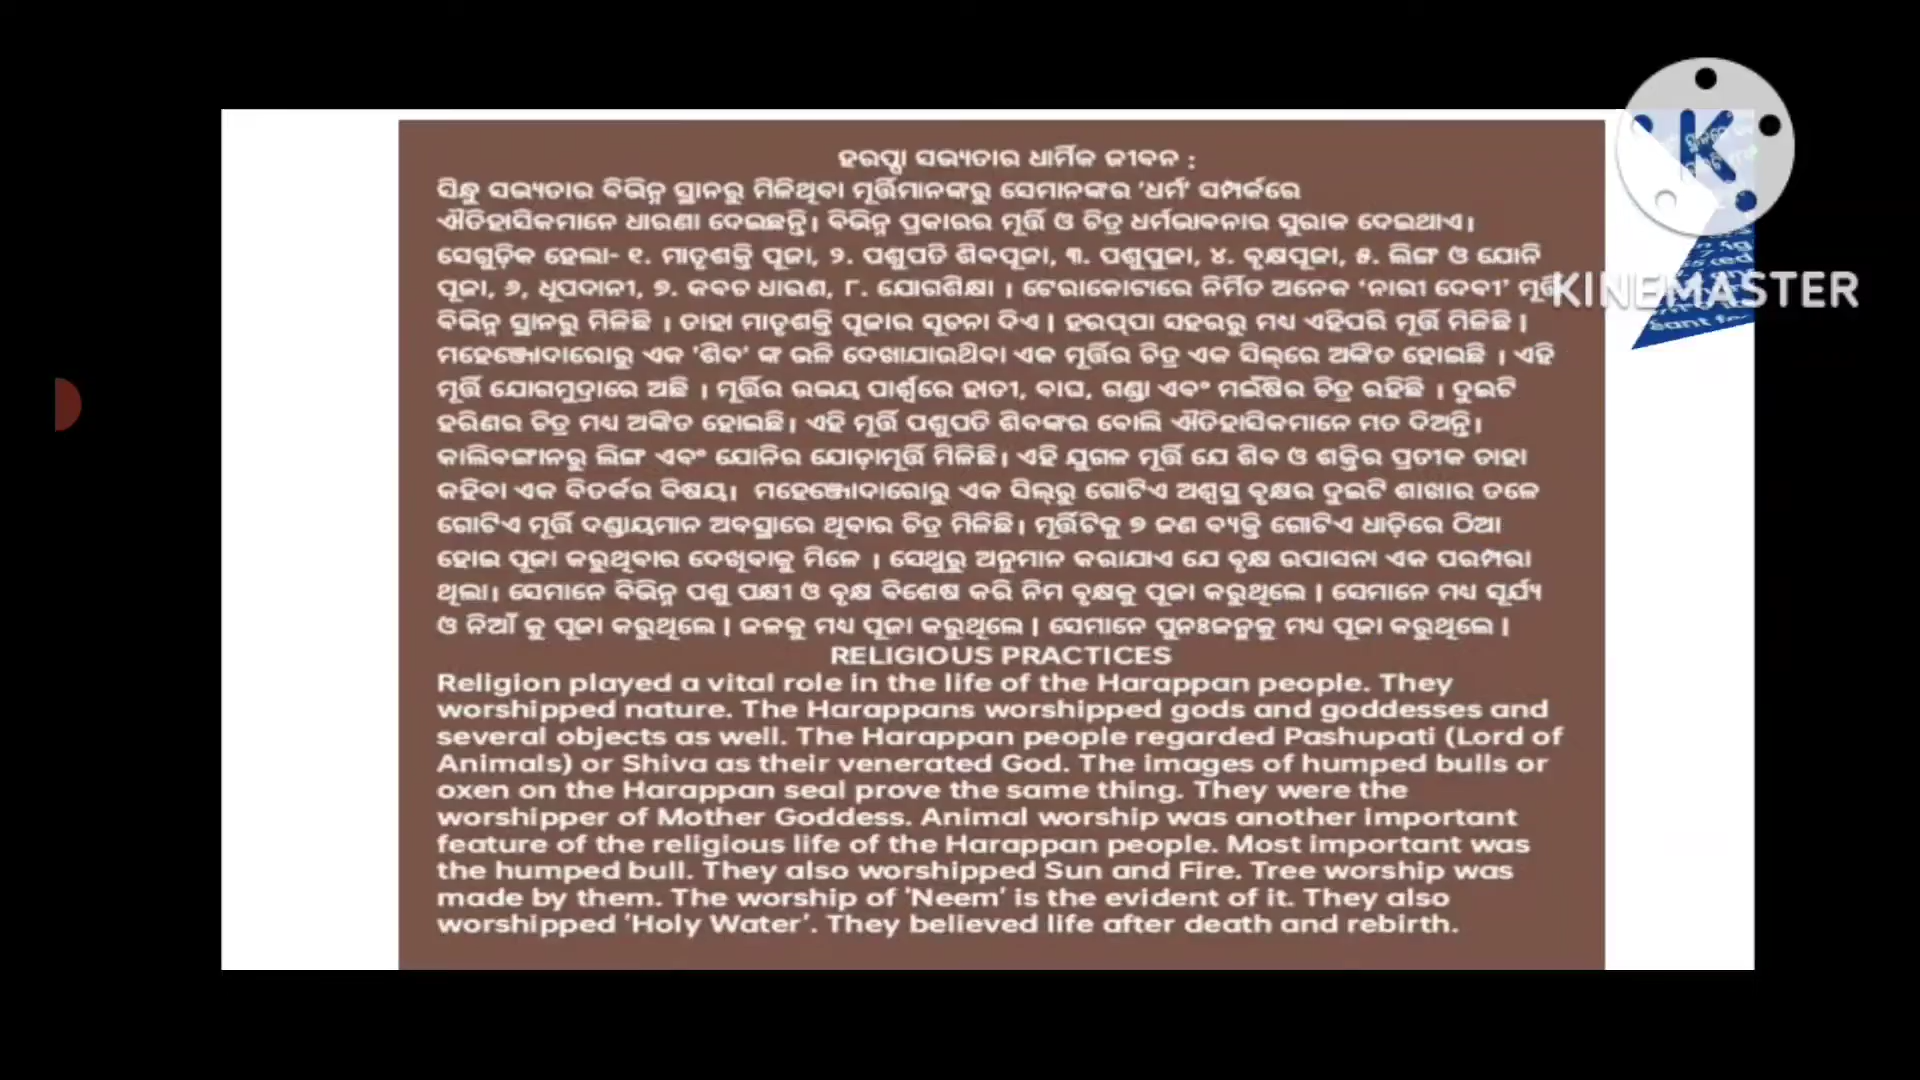 ହରପ୍ପା ସଭ୍ୟତାର ଧାର୍ମିକ ଜୀବନ :
ସିନ୍ଧୁ ସଭ୍ୟତାର ବିଭିନ୍ନ ସ୍ଥାନରୁ ମିଳିଥିବା ମୂର୍ତ୍ତିମାନଙ୍କରୁ ସେମାନଙ୍କର 'ଧର୍ମ' ସମ୍ପର୍କରେ
ଐତିହାସିକମାନେ ଧାରଣା ଦେଇଛନ୍ତି। ବିଭିନ୍ନ ପ୍ରକାରର ମୂର୍ତ୍ତି ଓ ଚିତ୍ର ଧର୍ମଭାବନାର ସୁରାକ ଦେଇଥାଏ।
ସେଗୁଡ଼ିକ ହେଲା- ୧. ମାତୃଶକ୍ତି ପୂଜା, ୨. ପଶୁପତି ଶିବପୂଜା, ୩. ପଶୁପୁଜା, ୪. ବୃକ୍ଷପୂଜା, ୫. ଲିଙ୍ଗ ଓ ଯୋନି
ପୂଜା, ୬, ଧୂପଦାନୀ, ୭. କବଚ ଧାରଣ, ୮. ଯୋଗଶିକ୍ଷା । ଟେରାକୋଟାରେ ନିର୍ମିତ ଅନେକ ‘ନାରୀ ଦେବୀ’ ମୂର୍ତ୍ତି
ବିଭିନ୍ନ ସ୍ଥାନରୁ ମିଳିଛି । ତାହା ମାତୃଶକ୍ତି ପୂଜାର ସୂଚନା ଦିଏ | ହରପ୍‌ପା ସହରରୁ ମଧ୍ୟ ଏହିପରି ମୂର୍ତ୍ତି ମିଳିଛି |
ମହେଞ୍ଜୋଦାରୋରୁ ଏକ 'ଶିବ' ଙ୍କ ଭଳି ଦେଖାଯାଉଥିବା ଏକ ମୂର୍ତ୍ତିର ଚିତ୍ର ଏକ ସିଲ୍‌ରେ ଅଙ୍କିତ ହୋଇଛି । ଏହି
ମୂର୍ତ୍ତି ଯୋଗମୁଦ୍ରାରେ ଅଛି । ମୂର୍ତ୍ତିର ଉଭୟ ପାର୍ଶ୍ୱରେ ହାତୀ, ବାଘ, ଗଣ୍ଡା ଏବଂ ମଇଁଷିର ଚିତ୍ର ରହିଛି । ଦୁଇଟି
ହରିଣର ଚିତ୍ର ମଧ୍ୟ ଅଙ୍କିତ ହୋଇଛି। ଏହି ମୂର୍ତ୍ତି ପଶୁପତି ଶିବଙ୍କର ବୋଲି ଐତିହାସିକମାନେ ମତ ଦିଅନ୍ତି।
କାଲିବଙ୍ଗାନରୁ ଲିଙ୍ଗ ଏବଂ ଯୋନିର ଯୋଡ଼ାମୂର୍ତ୍ତି ମିଳିଛି। ଏହି ଯୁଗଳ ମୂର୍ତ୍ତି ଯେ ଶିବ ଓ ଶକ୍ତିର ପ୍ରତୀକ ତାହା
କହିବା ଏକ ବିତର୍କର ବିଷୟ। ମହେଞ୍ଜୋଦାରୋରୁ ଏକ ସିଲ୍‌ରୁ ଗୋଟିଏ ଅଶ୍ୱସ୍ଥ ବୃକ୍ଷର ଦୁଇଟି ଶାଖାର ତଳେ
ଗୋଟିଏ ମୂର୍ତ୍ତି ଦଣ୍ଡାୟମାନ ଅବସ୍ଥାରେ ଥିବାର ଚିତ୍ର ମିଳିଛି। ମୂର୍ତ୍ତିଟିକୁ ୭ ଜଣ ବ୍ୟକ୍ତି ଗୋଟିଏ ଧାଡ଼ିରେ ଠିଆ
ହୋଇ ପୂଜା କରୁଥିବାର ଦେଖିବାକୁ ମିଳେ । ସେଥୁରୁ ଅନୁମାନ କରାଯାଏ ଯେ ବୃକ୍ଷ ଉପାସନା ଏକ ପରମ୍ପରା
ଥିଲା। ସେମାନେ ବିଭିନ୍ନ ପଶୁ ପକ୍ଷୀ ଓ ବୃକ୍ଷ ବିଶେଷ କରି ନିମ ବୃକ୍ଷକୁ ପୂଜା କରୁଥିଲେ | ସେମାନେ ମଧ୍ୟ ସୂର୍ଯ୍ୟ
ଓ ନିଆଁ କୁ ପୂଜା କରୁଥିଲେ | ଜଳକୁ ମଧ୍ୟ ପୂଜା କରୁଥିଲେ | ସେମାନେ ପୁନଃଜନ୍ମକୁ ମଧ୍ୟ ପୂଜା କରୁଥିଲେ |
RELIGIOUS PRACTICES
Religion played a vital role in the life of the Harappan people. They
worshipped nature. The Harappans worshipped gods and goddesses and
several objects as well. The Harappan people regarded Pashupati (Lord of
Animals) or Shiva as their venerated God. The images of humped bulls or
oxen on the Harappan seal prove the same thing. They were the
worshipper of Mother Goddess. Animal worship was another important
feature of the religious life of the Harappan people. Most important was
the humped bull. They also worshipped Sun and Fire. Tree worship was
made by them. The worship of 'Neem' is the evident of it. They also
worshipped 'Holy Water'. They believed life after death and rebirth.
K
KINEMASTER